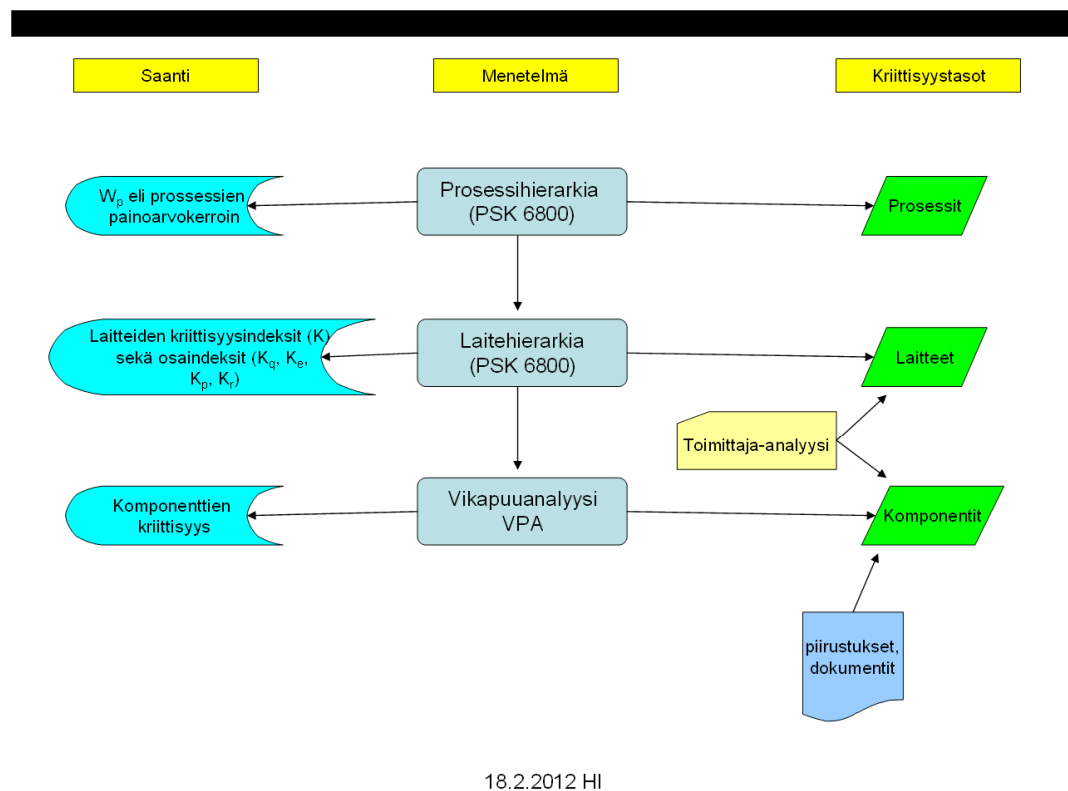 Saanti
Menetelmä
Kriittisyystasot
Wp eli prossessien
painoarvokerroin
Prosessihierarkia
(PSK 6800)
Prosessit
Laitteiden kriittisyysindeksit (K)
sekä osaindeksit (Kq, Ke,
Kp, Kr)
Laitehierarkia
(PSK 6800)
Laitteet
Toimittaja-analyysi
Komponenttien
kriittisyys
Vikapuuanalyysi
VPA
Komponentit
piirustukset,
dokumentit
18.2.2012 HI